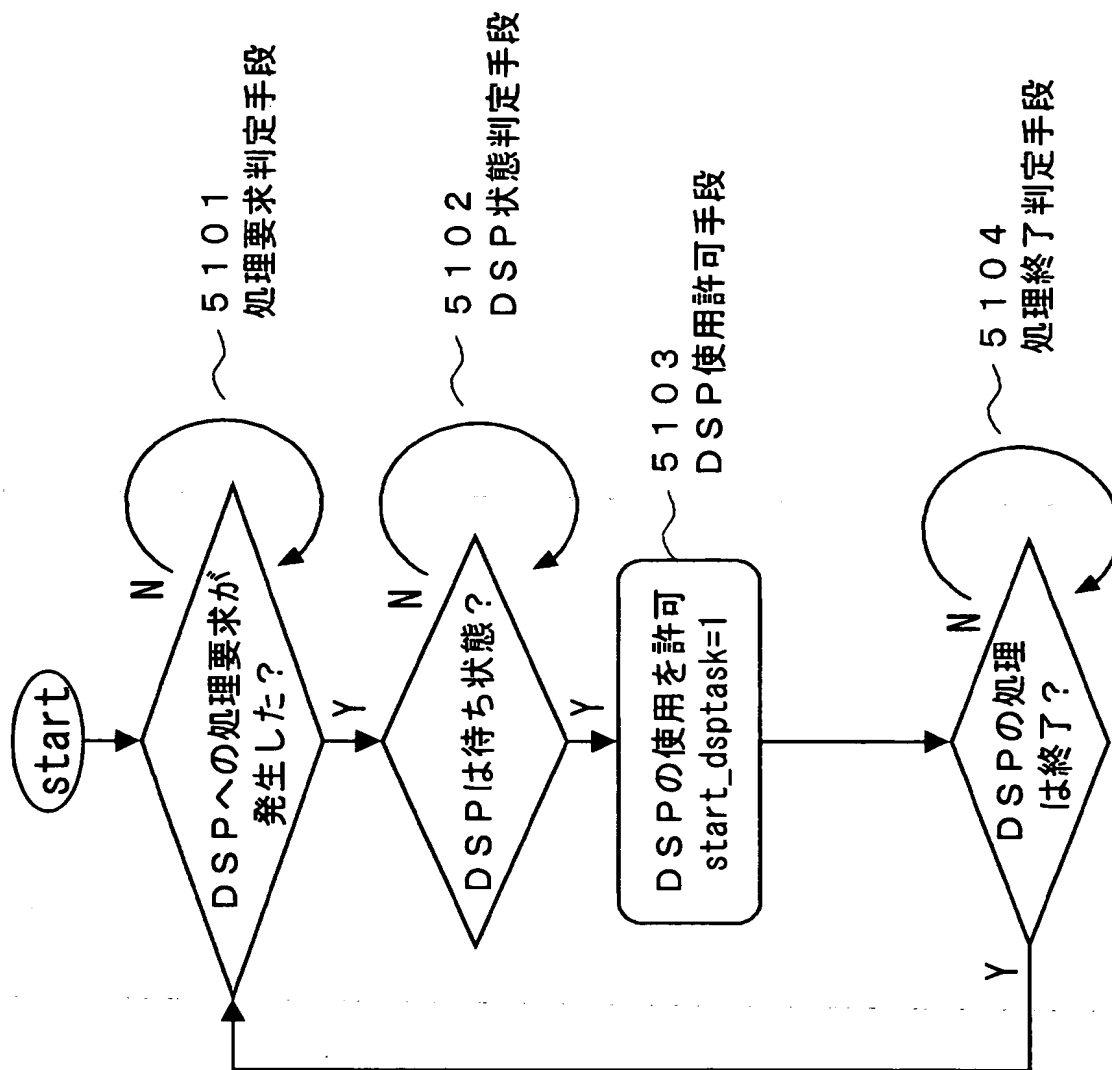 start
DSPへの処理要求が
発生した?
N
Y
5101
処理要求判定手段
DSPは待ち状態?
N
Y
5102
DSP状態判定手段
DSPの使用を許可
start_dsptask=1
5103
DSP使用許可手段
DSPの処理
は終了?
N
Y
5104
処理終了判定手段